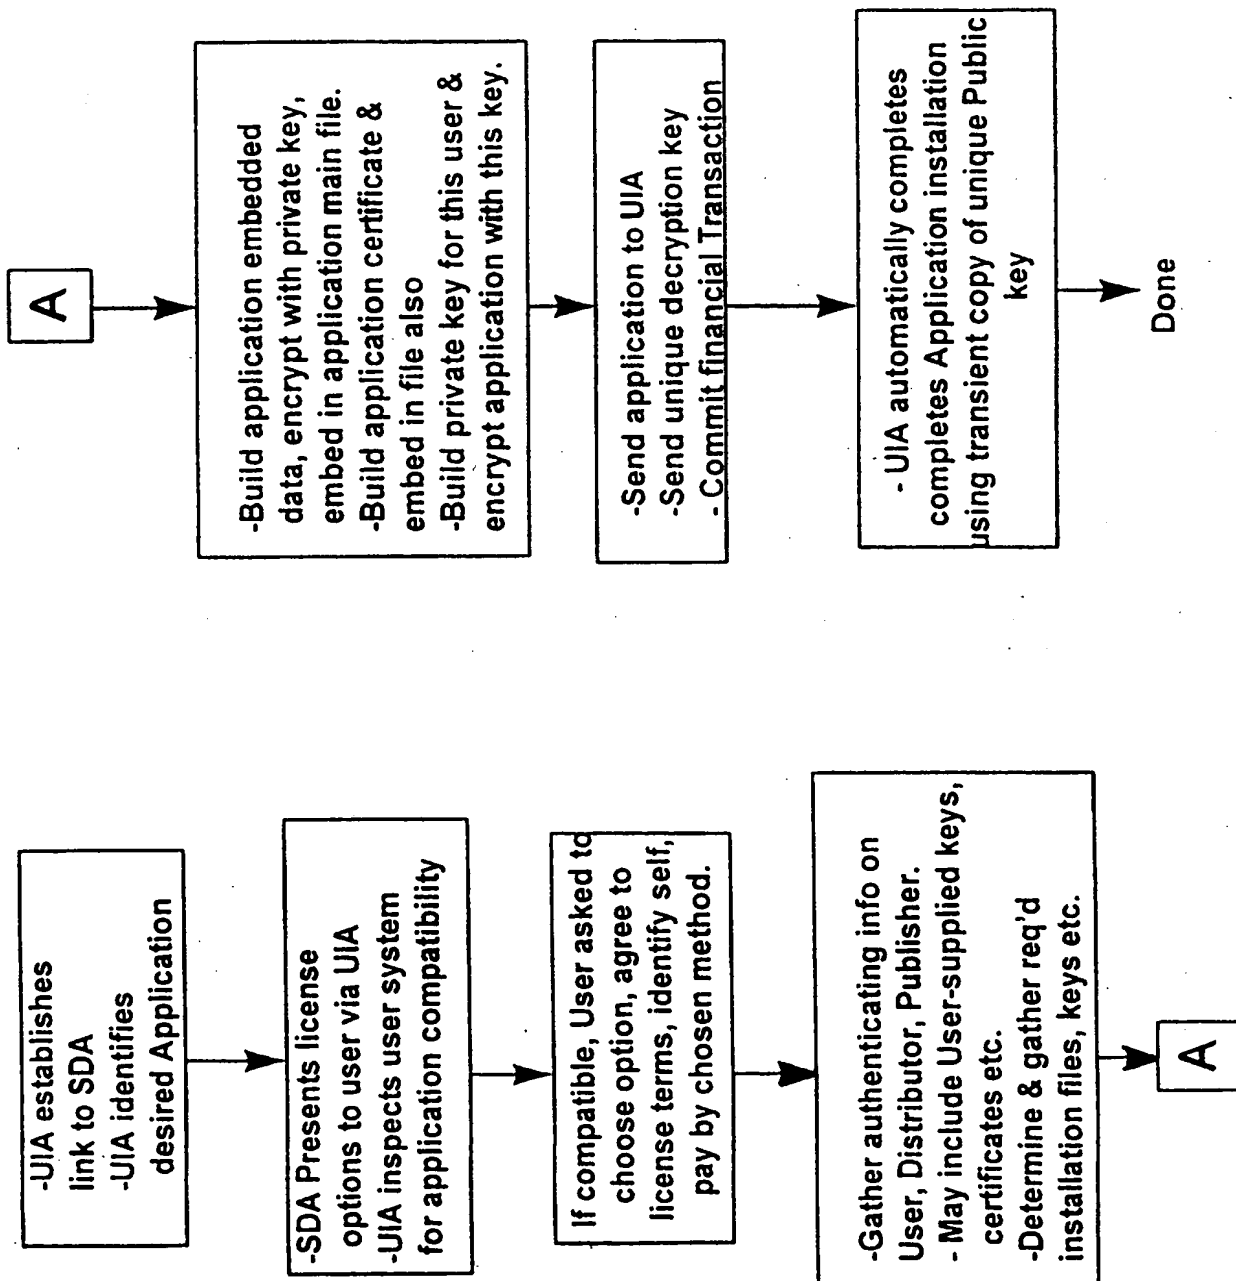 -UIA establishes
link to SDA
-UIA identifies
desired Application
-SDA Presents license
options to user via UIA
-UIA inspects user system
for application compatibility
If compatible, User asked to
choose option, agree to
license terms, identify self,
pay by chosen method.
-Gather authenticating info on
User, Distributor, Publisher.
- May include User-supplied keys,
certificates etc.
-Determine & gather req'd
installation files, keys etc.
A
A
-Build application embedded
data, encrypt with private key,
embed in application main file.
-Build application certificate &
embed in file also
-Build private key for this user &
encrypt application with this key.
-Send application to UIA
-Send unique decryption key
- Commit financial Transaction
- UIA automatically completes
completes Application installation
using transient copy of unique Public
key
Done